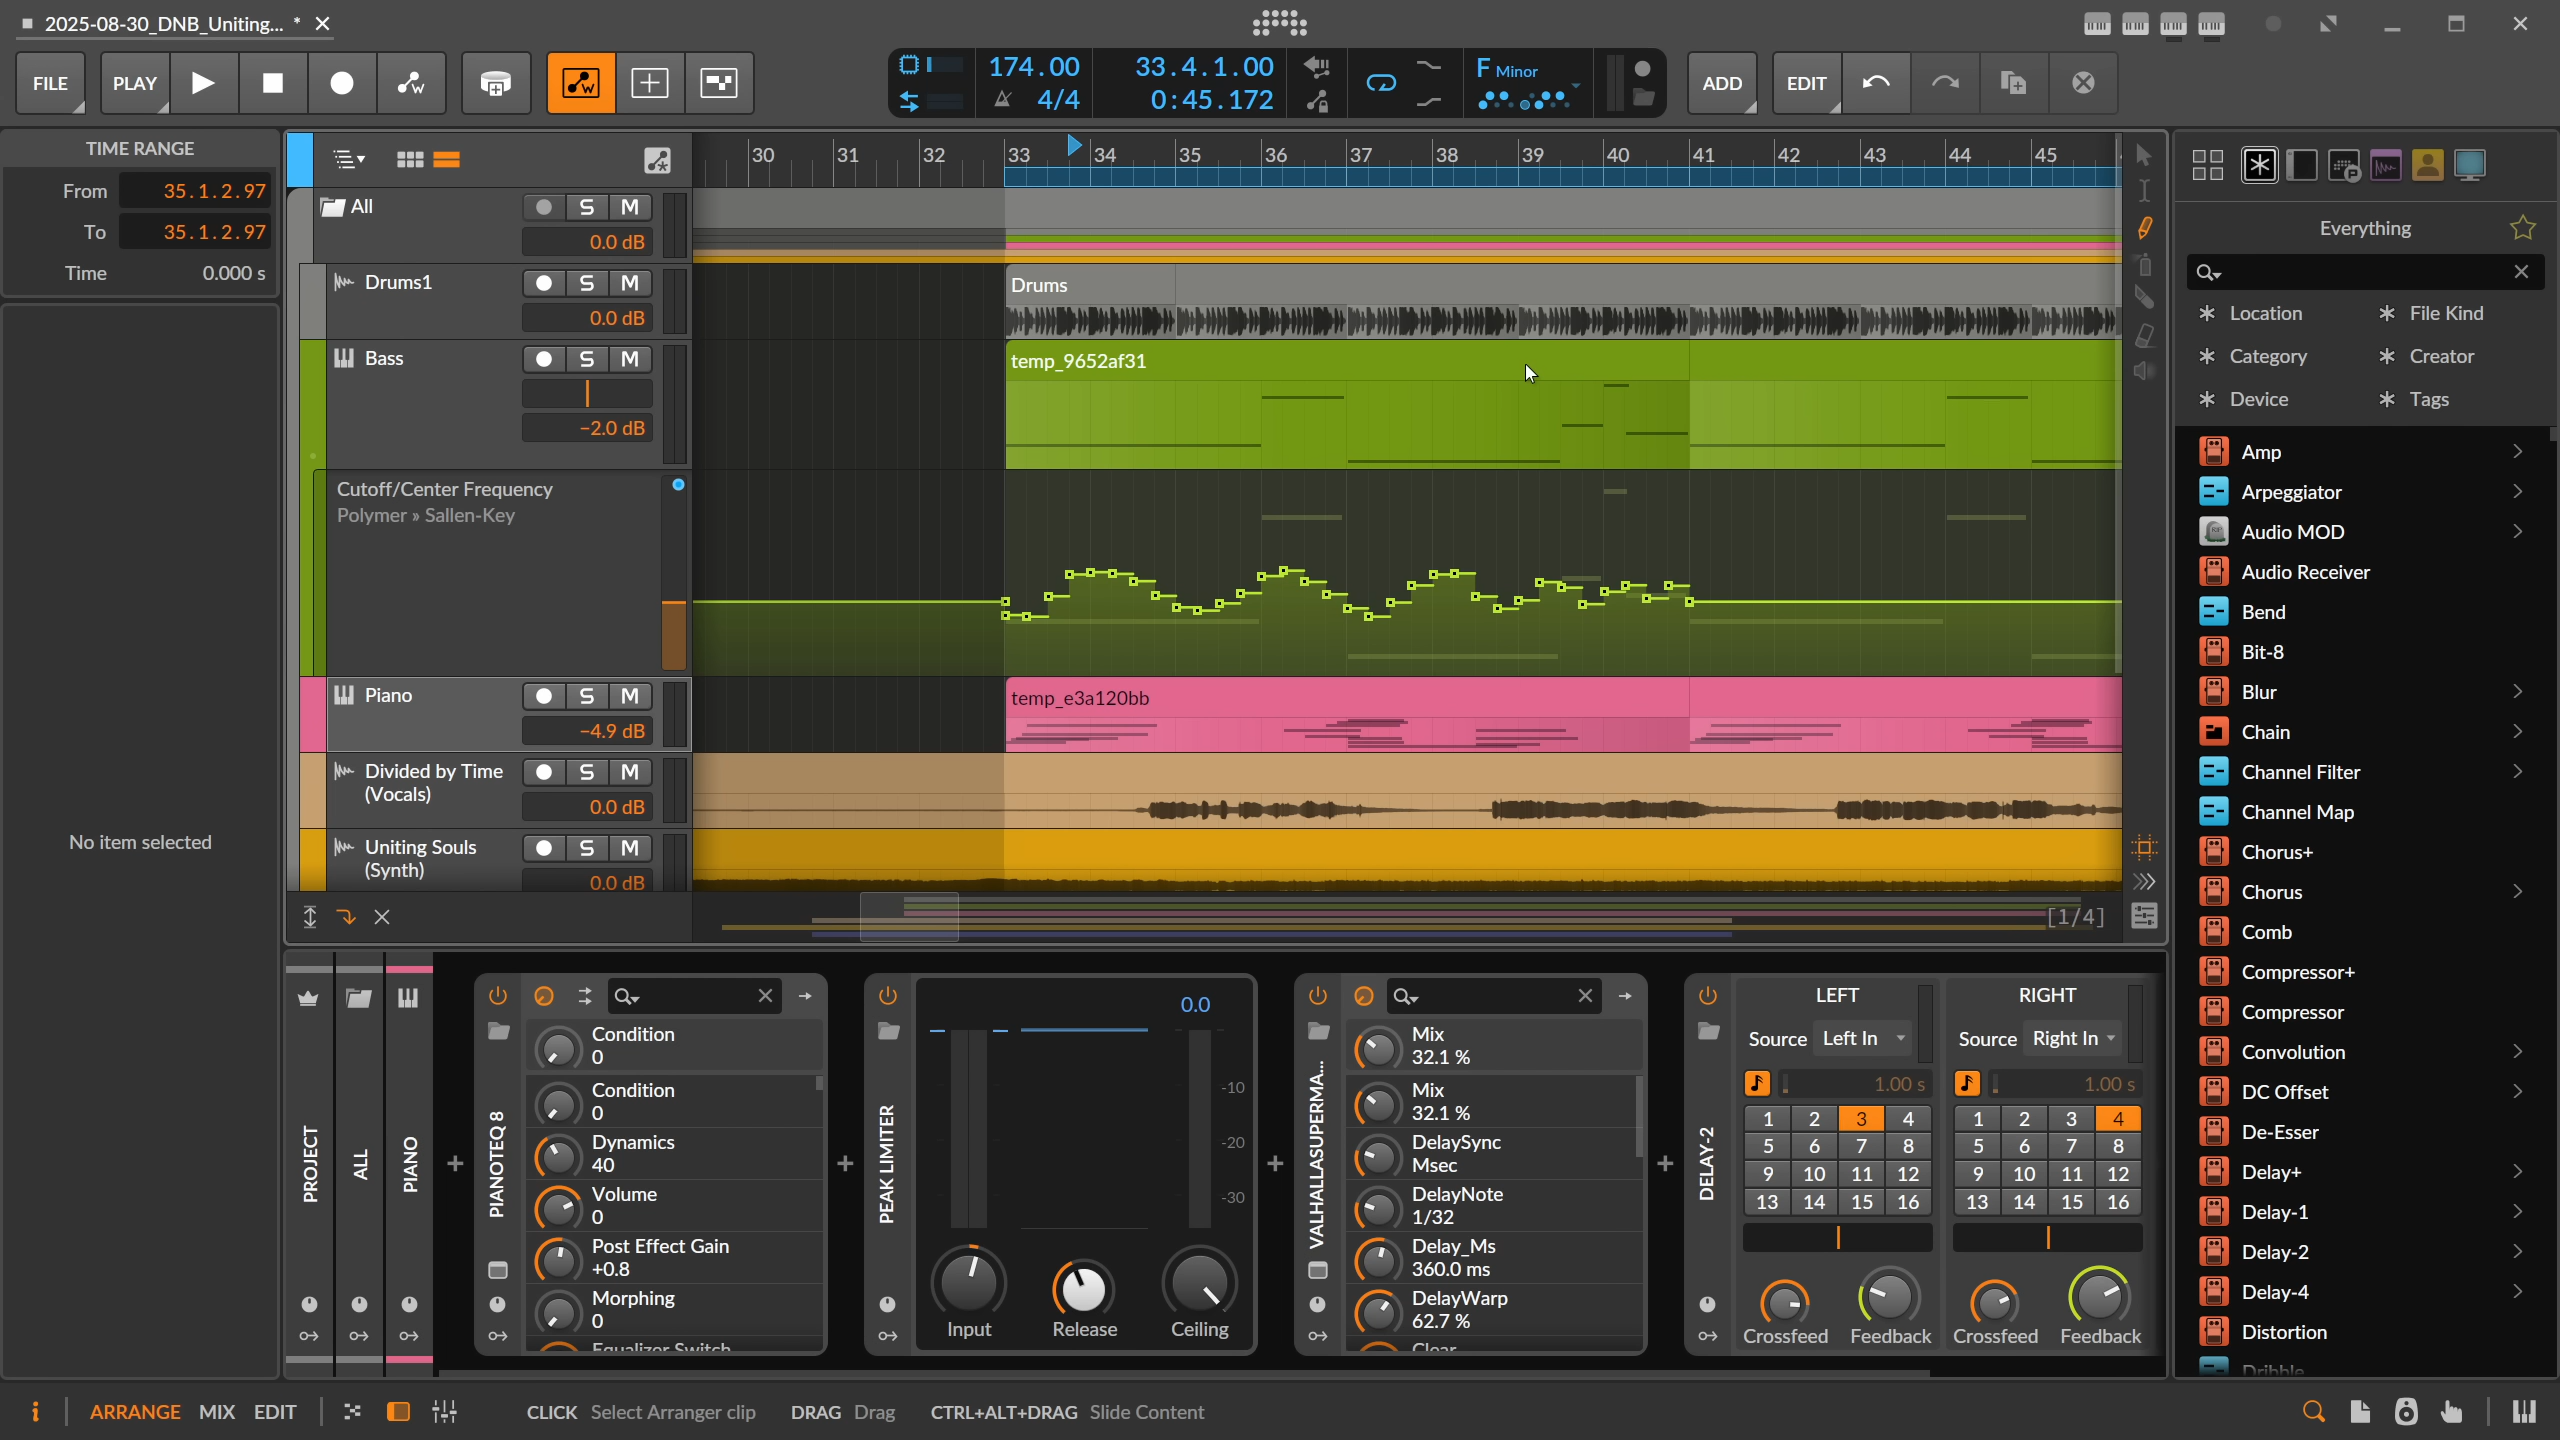 2025-08-30_DNB_Uniting... *
FILE
PLAY
174.00
4/4
33.4.1.00
0:45.172
F Minor
ADD
EDIT
TIME RANGE
From 35.1.2.97
To 35.1.2.97
Time 0.000 s
No item selected
30 31 32 33 34 35 36 37 38 39 40 41 42 43 44 45
All S M
0.0 dB
Drums1 S M
0.0 dB
Drums
Bass S M
-2.0 dB
temp_9652af31
Cutoff/Center Frequency
Polymer » Sallen-Key
Piano S M
-4.9 dB
temp_e3a120bb
Divided by Time
(Vocals)
S M
0.0 dB
Uniting Souls
(Synth)
S M
0.0 dB
[1/4]
Everything
Location
File Kind
Category
Creator
Device
Tags
Amp
Arpeggiator
Audio MOD
Audio Receiver
Bend
Bit-8
Blur
Chain
Channel Filter
Channel Map
Chorus+
Chorus
Comb
Compressor+
Compressor
Convolution
DC Offset
De-Esser
Delay+
Delay-1
Delay-2
Delay-4
Distortion
Dribble
PROJECT
ALL
PIANO
PIANOTEQ 8
Condition
0
Condition
0
Dynamics
40
Volume
0
Post Effect Gain
+0.8
Morphing
0
Equalizer Switch
PEAK LIMITER
0.0
-10
-20
-30
Input
Release
Ceiling
VALHALLASUPERMA...
Mix
32.1 %
Mix
32.1 %
DelaySync
Msec
DelayNote
1/32
Delay_Ms
360.0 ms
DelayWarp
62.7 %
Clear
DELAY-2
LEFT
Source Left In
1.00 s
1 2 3 4
5 6 7 8
9 10 11 12
13 14 15 16
Crossfeed Feedback
RIGHT
Source Right In
1.00 s
1 2 3 4
5 6 7 8
9 10 11 12
13 14 15 16
Crossfeed Feedback
i
ARRANGE MIX EDIT
CLICK Select Arranger clip DRAG Drag CTRL+ALT+DRAG Slide Content